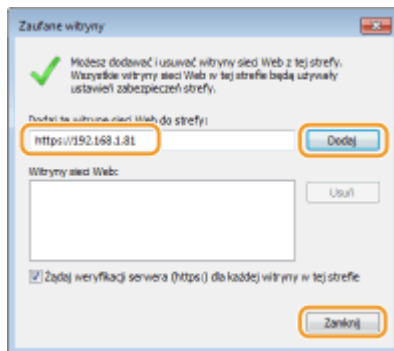 Zaufane witryny
Możesz dodawać i usuwać witryny sieci Web z tej strefy.
Wszystkie witryny sieci Web w tej strefie będą używały
ustawień zabezpieczeń strefy.
Dodaj tę witrynę sieci Web do strefy:
https://192.168.1.81
Dodaj
Witryny sieci Web:
Usuń
Żądaj weryfikacji serwera (https:) dla każdej witryny w tej strefie
Zamknij